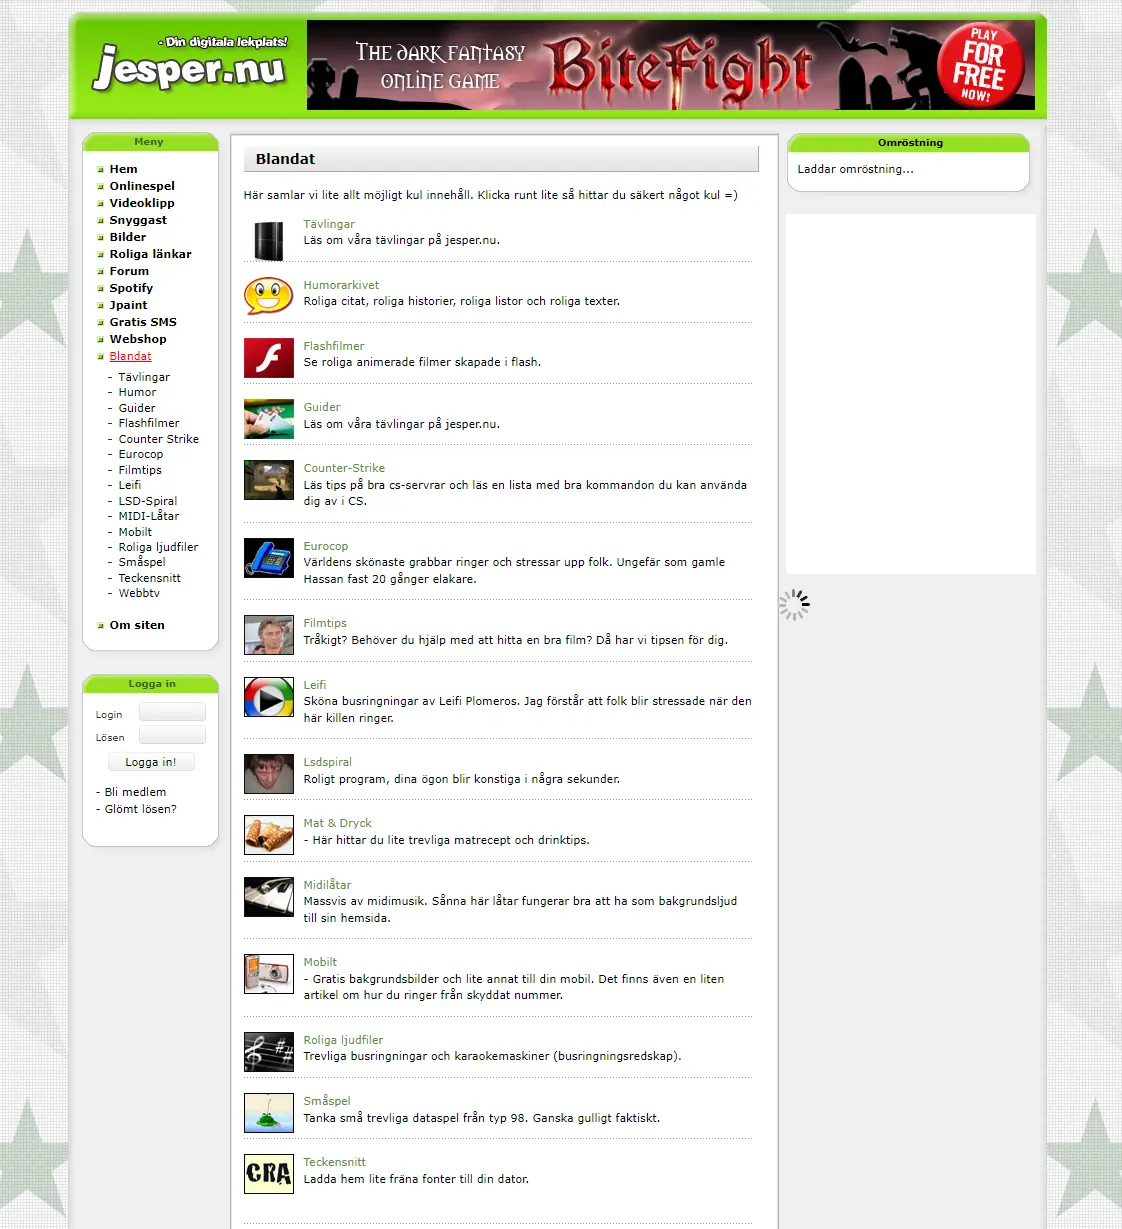 - Din digitala lekplats!
jesper.nu
THE DARK FANTASY
ONLINE GAME
BiteFight
PLAY
FOR
FREE
NOW!
Meny
Hem
Onlinespel
Videoklipp
Snyggast
Bilder
Roliga länkar
Forum
Spotify
Jpaint
Gratis SMS
Webshop
Blandat
- Tävlingar
- Humor
- Guider
- Flashfilmer
- Counter Strike
- Eurocop
- Filmtips
- Leifi
- LSD-Spiral
- MIDI-Låtar
- Mobilt
- Roliga ljudfiler
- Småspel
- Teckensnitt
- Webbtv
Om siten
Logga in
Login
Lösen
Logga in!
- Bli medlem
- Glömt lösen?
Blandat
Här samlar vi lite allt möjligt kul innehåll. Klicka runt lite så hittar du säkert något kul =)
Tävlingar
Läs om våra tävlingar på jesper.nu.
Humorarkivet
Roliga citat, roliga historier, roliga listor och roliga texter.
Flashfilmer
Se roliga animerade filmer skapade i flash.
Guider
Läs om våra tävlingar på jesper.nu.
Counter-Strike
Läs tips på bra cs-servrar och läs en lista med bra kommandon du kan använda
dig av i CS.
Eurocop
Världens skönaste grabbar ringer och stressar upp folk. Ungefär som gamle
Hassan fast 20 gånger elakare.
Filmtips
Tråkigt? Behöver du hjälp med att hitta en bra film? Då har vi tipsen för dig.
Leifi
Sköna busringningar av Leifi Plomeros. Jag förstår att folk blir stressade när den
här killen ringer.
Lsdspiral
Roligt program, dina ögon blir konstiga i några sekunder.
Mat & Dryck
- Här hittar du lite trevliga matrecept och drinktips.
Midilåtar
Massvis av midimusik. Sånna här låtar fungerar bra att ha som bakgrundsljud
till sin hemsida.
Mobilt
- Gratis bakgrundsbilder och lite annat till din mobil. Det finns även en liten
artikel om hur du ringer från skyddat nummer.
Roliga ljudfiler
Trevliga busringningar och karaokemaskiner (busringningsredskap).
Småspel
Tanka små trevliga dataspel från typ 98. Ganska gulligt faktiskt.
CRA
Teckensnitt
Ladda hem lite fräna fonter till din dator.
Omröstning
Laddar omröstning...